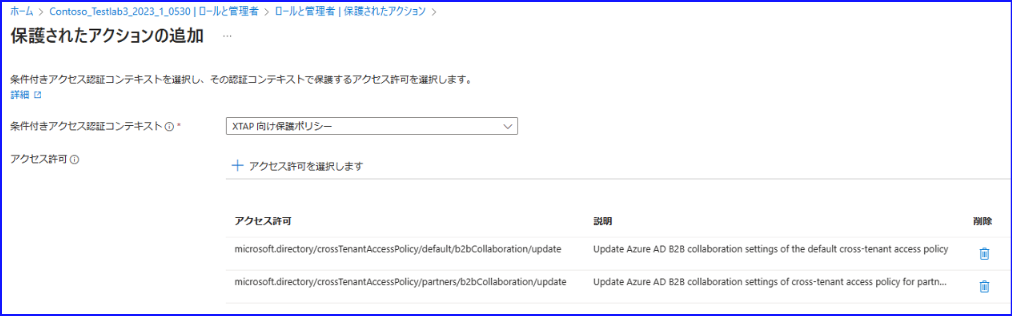 ホーム > Contoso_Testlab3_2023_1_0530 | ロールと管理者 > ロールと管理者 | 保護されたアクション >
保護されたアクションの追加 …
条件付きアクセス認証コンテキストを選択し、その認証コンテキストで保護するアクセス許可を選択します。
詳細
条件付きアクセス認証コンテキスト *
XTAP 向け保護ポリシー
アクセス許可
+ アクセス許可を選択します
アクセス許可 説明 削除
microsoft.directory/crossTenantAccessPolicy/default/b2bCollaboration/update Update Azure AD B2B collaboration settings of the default cross-tenant access policy
microsoft.directory/crossTenantAccessPolicy/partners/b2bCollaboration/update Update Azure AD B2B collaboration settings of cross-tenant access policy for partn...